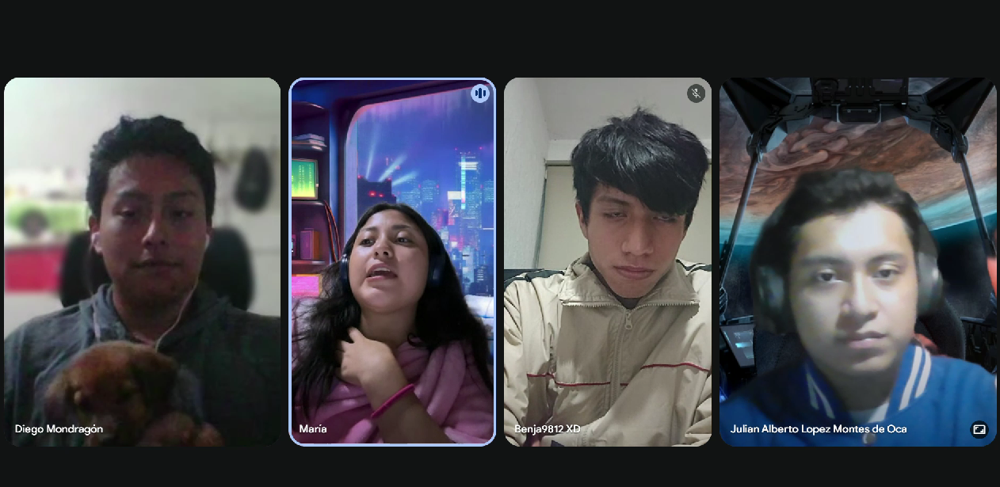 Diego Mondragón
María
Benja9812 XD
Julian Alberto Lopez Montes de Oca